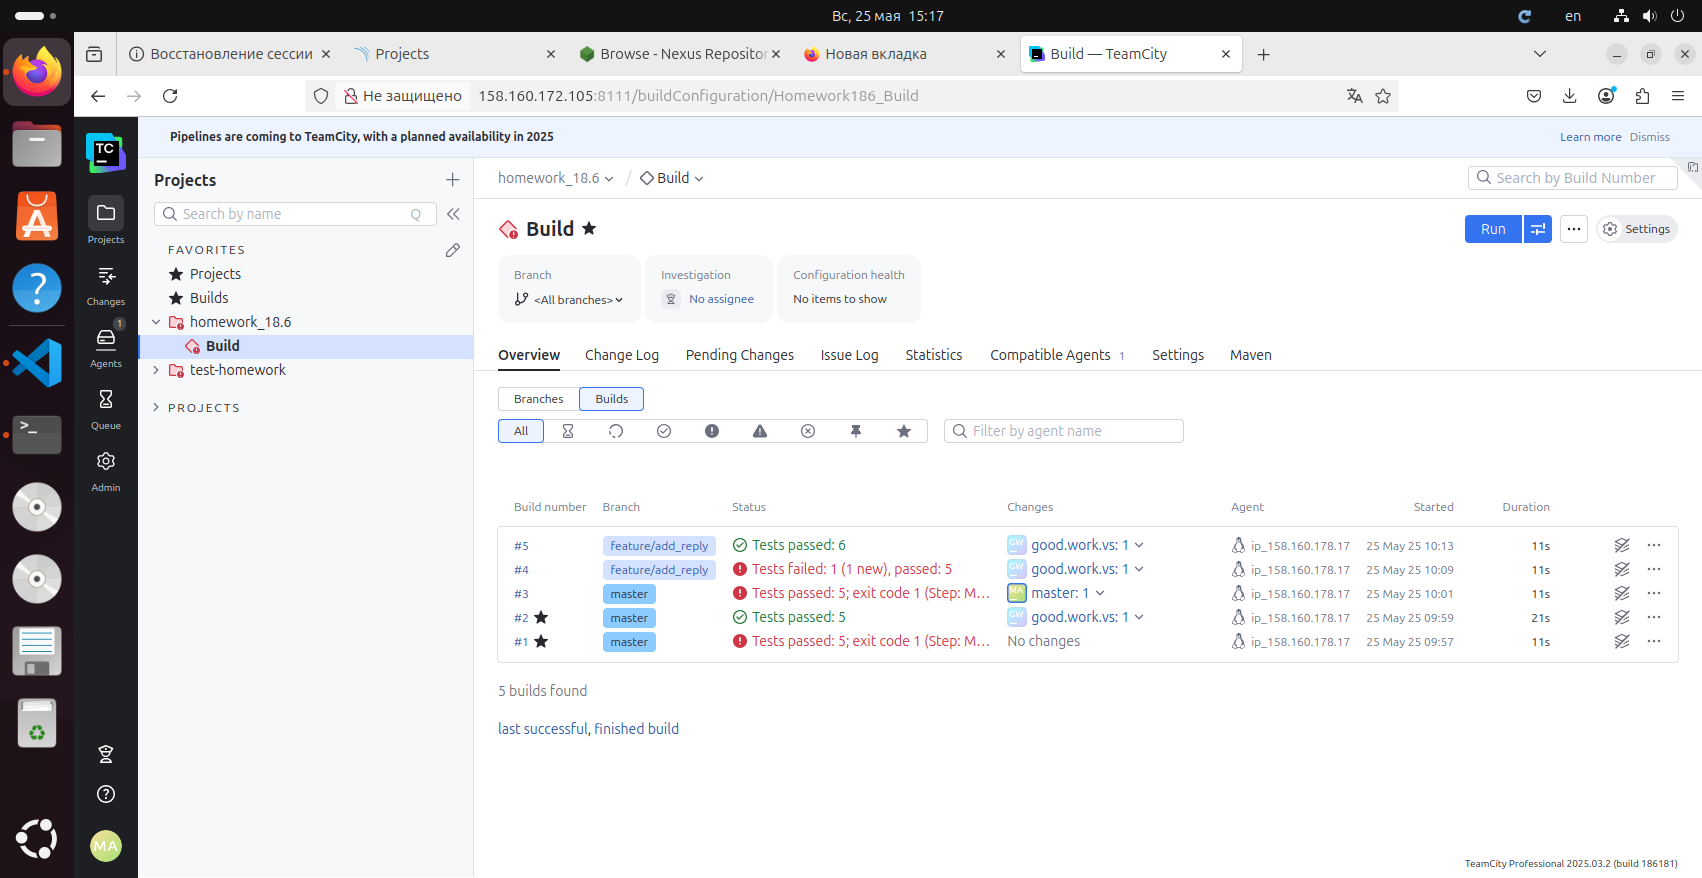 Вс, 25 мая 15:17
en
Восстановление сессии
Projects
Browse - Nexus Repositor
Новая вкладка
Build — TeamCity
Не защищено
158.160.172.105:8111/buildConfiguration/Homework186_Build
TC
Pipelines are coming to TeamCity, with a planned availability in 2025
Learn more
Dismiss
Projects
Changes
1
Agents
Queue
Admin
MA
Projects
Search by name
Q
FAVORITES
Projects
Builds
homework_18.6
Build
test-homework
PROJECTS
homework_18.6 / Build
Search by Build Number
Build
Run
Settings
Branch
<All branches>
Investigation
No assignee
Configuration health
No items to show
Overview
Change Log
Pending Changes
Issue Log
Statistics
Compatible Agents 1
Settings
Maven
Branches
Builds
All
Filter by agent name
Build number Branch Status Changes Agent Started Duration
#5 feature/add_reply Tests passed: 6 GW good.work.vs: 1 ip_158.160.178.17 25 May 25 10:13 11s
#4 feature/add_reply Tests failed: 1 (1 new), passed: 5 GW good.work.vs: 1 ip_158.160.178.17 25 May 25 10:09 11s
#3 master Tests passed: 5; exit code 1 (Step: M... MA master: 1 ip_158.160.178.17 25 May 25 10:01 11s
#2 master Tests passed: 5 GW good.work.vs: 1 ip_158.160.178.17 25 May 25 09:59 21s
#1 master Tests passed: 5; exit code 1 (Step: M... No changes ip_158.160.178.17 25 May 25 09:57 11s
5 builds found
last successful, finished build
TeamCity Professional 2025.03.2 (build 186181)